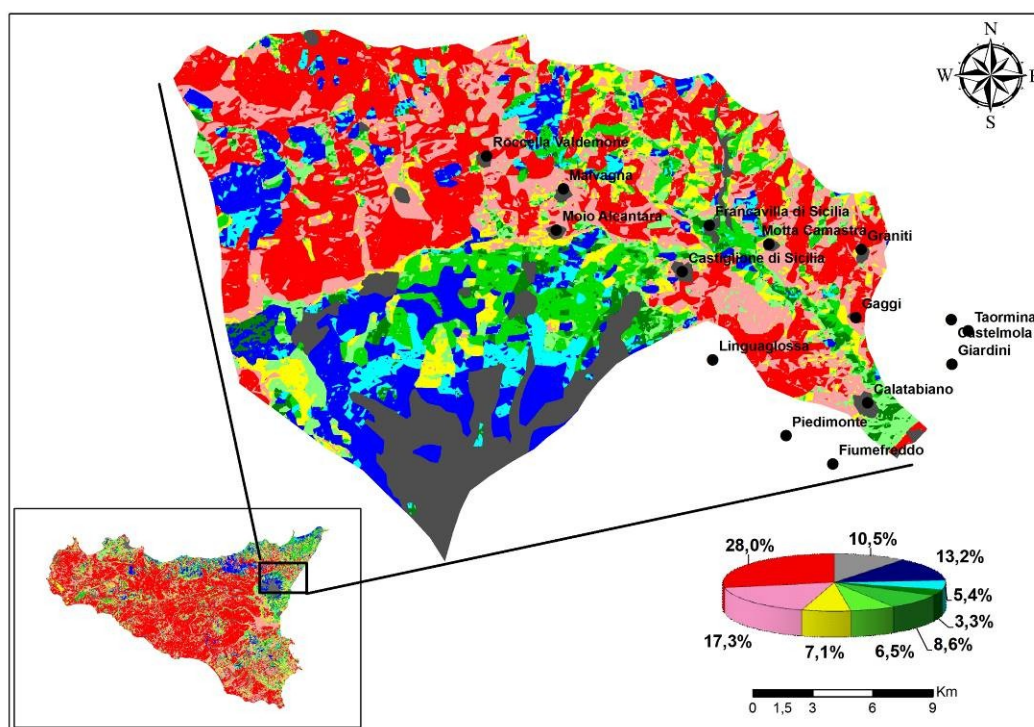 N
W E
S
Roccella Valdemone
Malvagna
Moio Alcantara
Francavilla di Sicilia
Motta Camastra
Graniti
Castiglione di Sicilia
Gaggi
Taormina
Castelmola
Giardini
Linguaglossa
Calatabiano
Piedimonte
Fiumefreddo
28,0%
10,5%
13,2%
5,4%
3,3%
8,6%
6,5%
7,1%
17,3%
Km
0 1,5 3 6 9